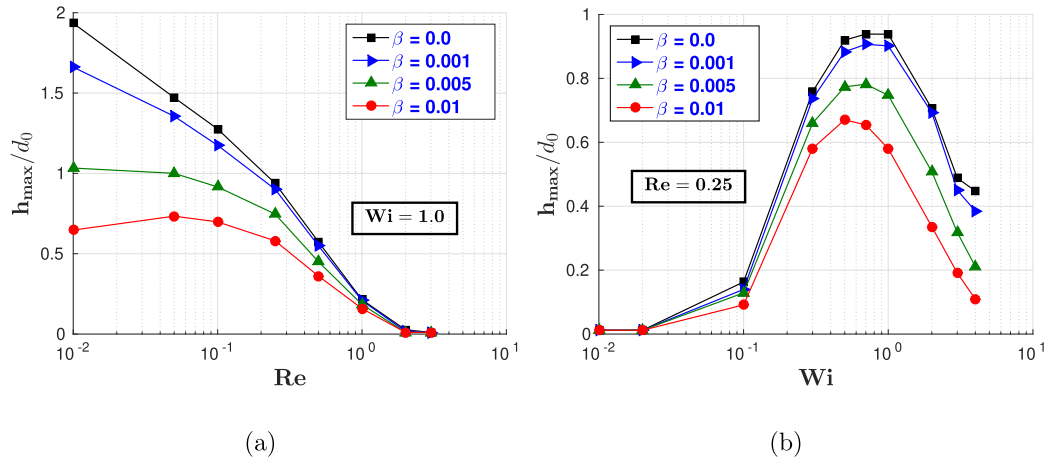 2
1.5
1
0.5
0
10^-2
10^-1
10^0
10^1
h_max/d_0
Re
β = 0.0
β = 0.001
β = 0.005
β = 0.01
Wi = 1.0
(a)
1
0.8
0.6
0.4
0.2
0
10^-2
10^-1
10^0
10^1
h_max/d_0
Wi
β = 0.0
β = 0.001
β = 0.005
β = 0.01
Re = 0.25
(b)